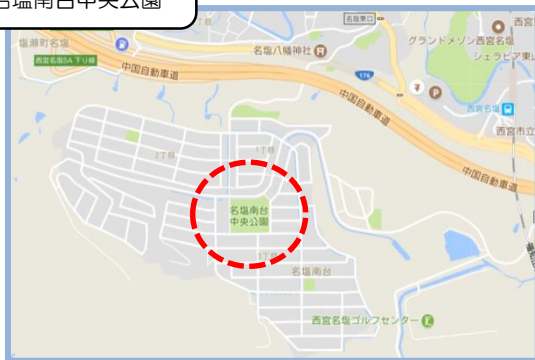 名塩南台中央公園
塩瀬町名塩
名塩東口
名塩八幡神社
グランドメゾン西宮名塩
シェラビア東山
西宮
西宮名塩SA 下り線
中国自動車道
176
中国自動車道
西宮名塩
西宮市立
2丁目
1丁目
中国自動車道
名塩南台
中央公園
3丁目
名塩南台
西宮名塩ゴルフセンター